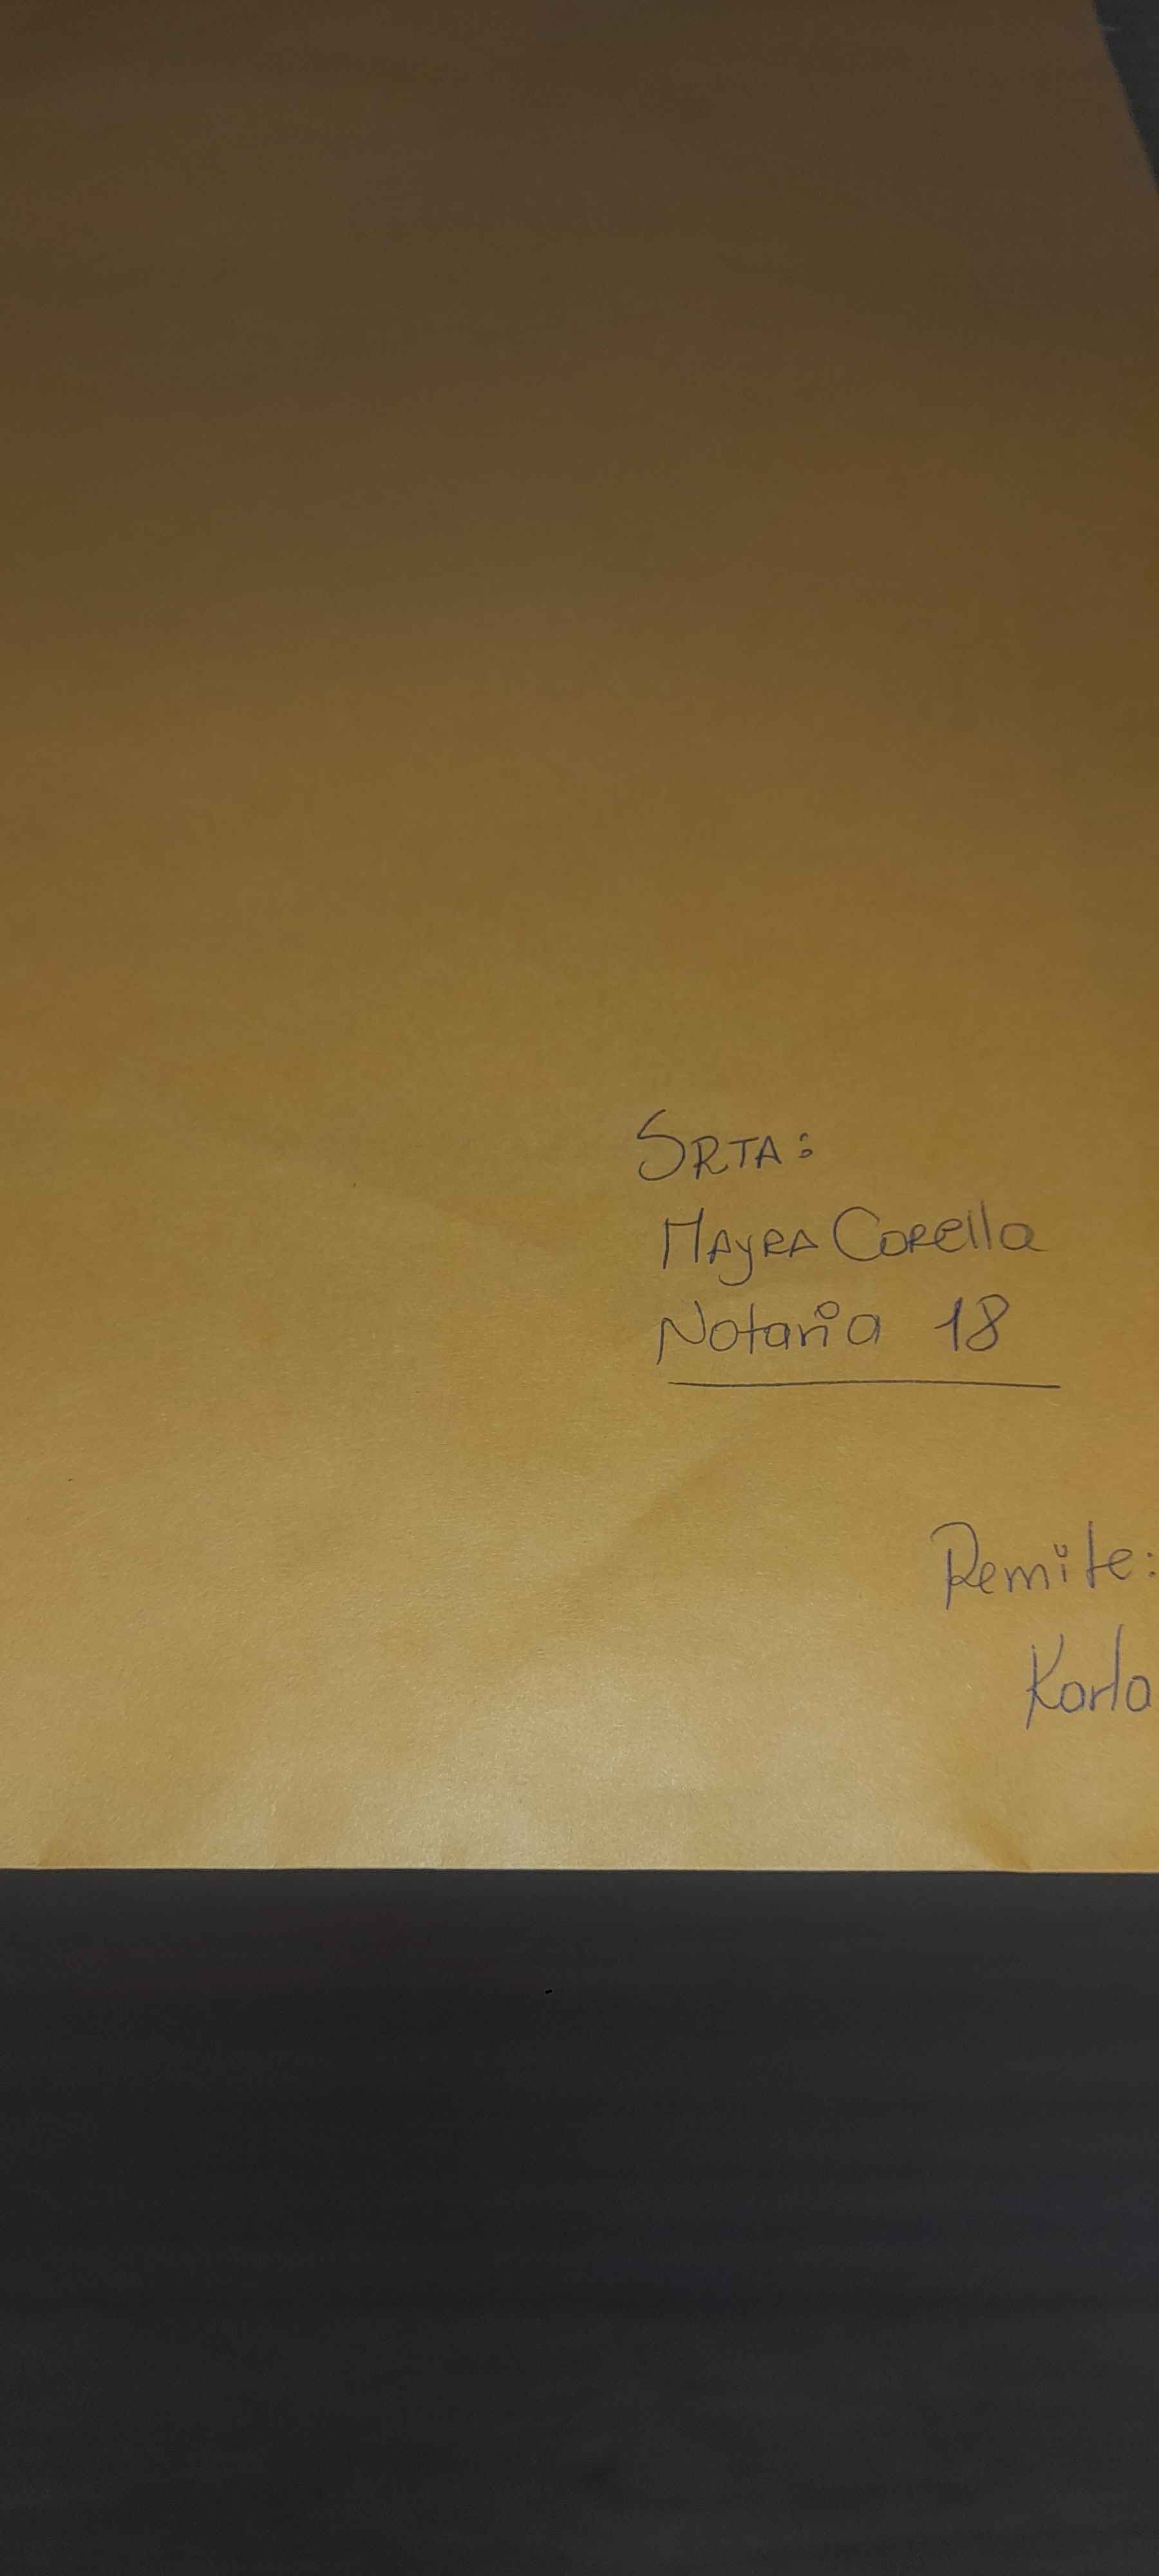 SRTA:
MAYRA CORella
Notaria 18
Remite:
Karla